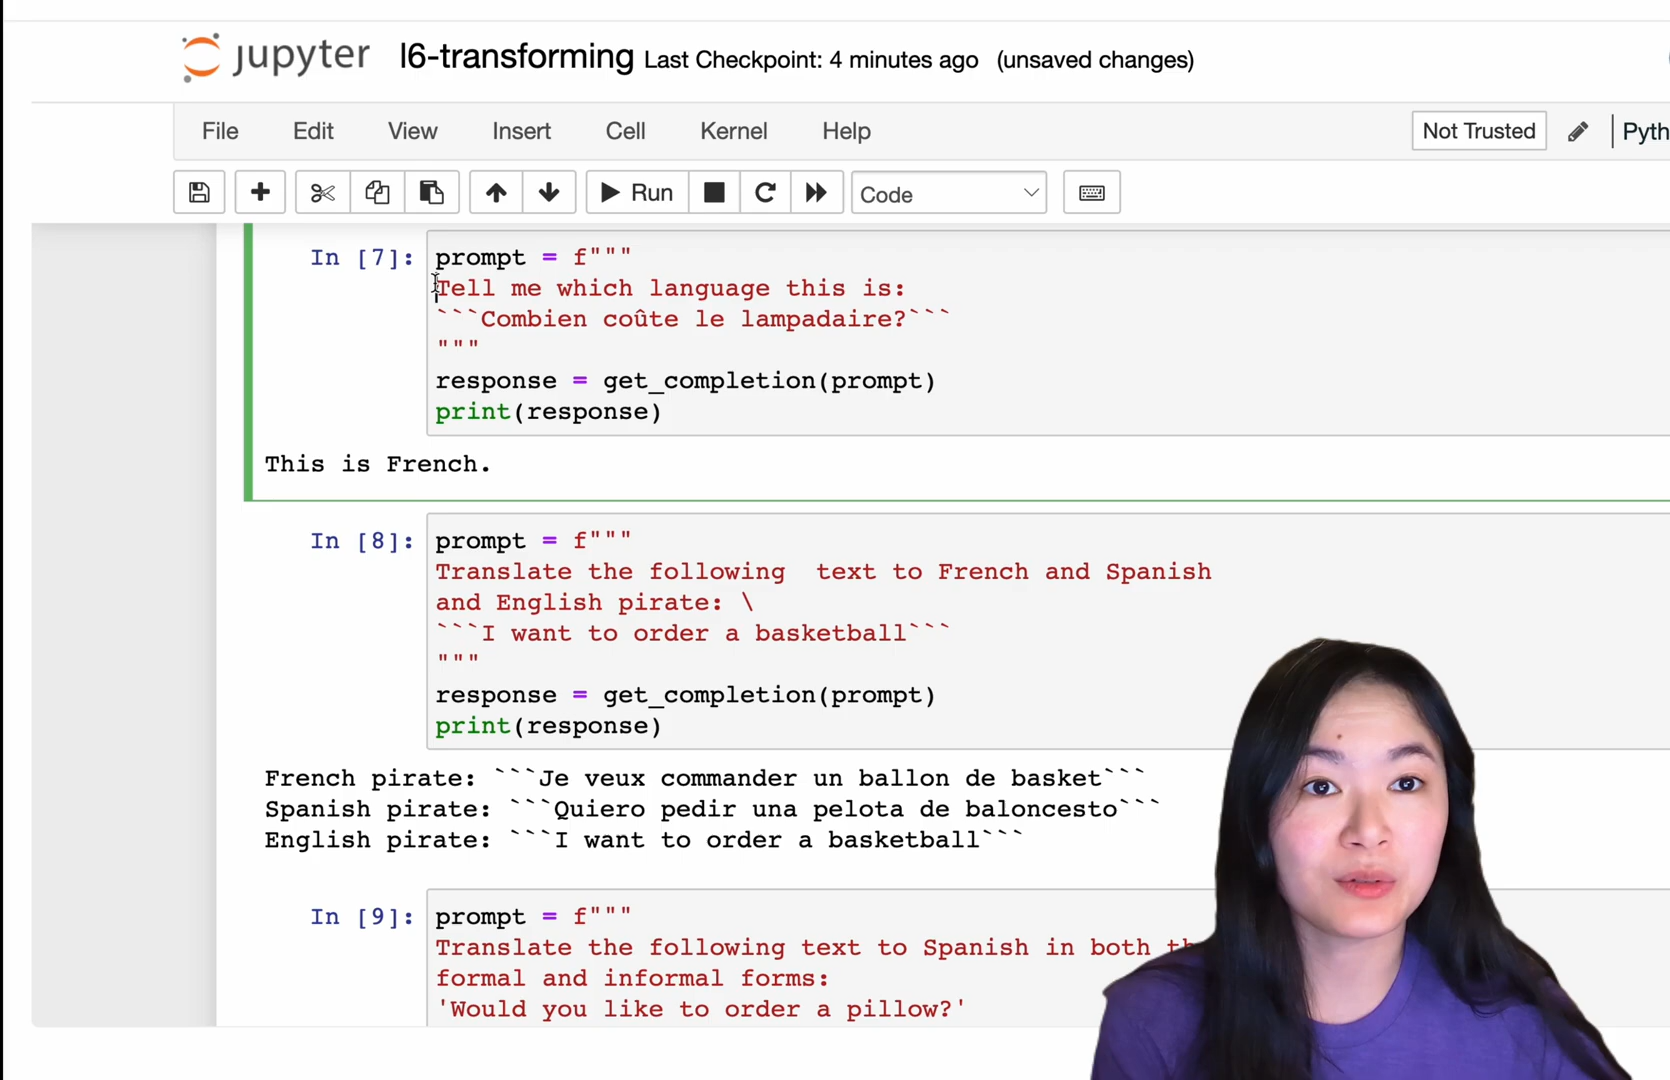 jupyter l6-transforming Last Checkpoint: 4 minutes ago (unsaved changes)
File Edit View Insert Cell Kernel Help Not Trusted
Run Code
In [7]: prompt = f"""
Tell me which language this is:
```Combien coûte le lampadaire?```
"""
response = get_completion(prompt)
print(response)
This is French.
In [8]: prompt = f"""
Translate the following  text to French and Spanish
and English pirate: \
```I want to order a basketball```
"""
response = get_completion(prompt)
print(response)
French pirate: ```Je veux commander un ballon de basket```
Spanish pirate: ```Quiero pedir una pelota de baloncesto```
English pirate: ```I want to order a basketball```
In [9]: prompt = f"""
Translate the following text to Spanish in both
formal and informal forms:
'Would you like to order a pillow?'